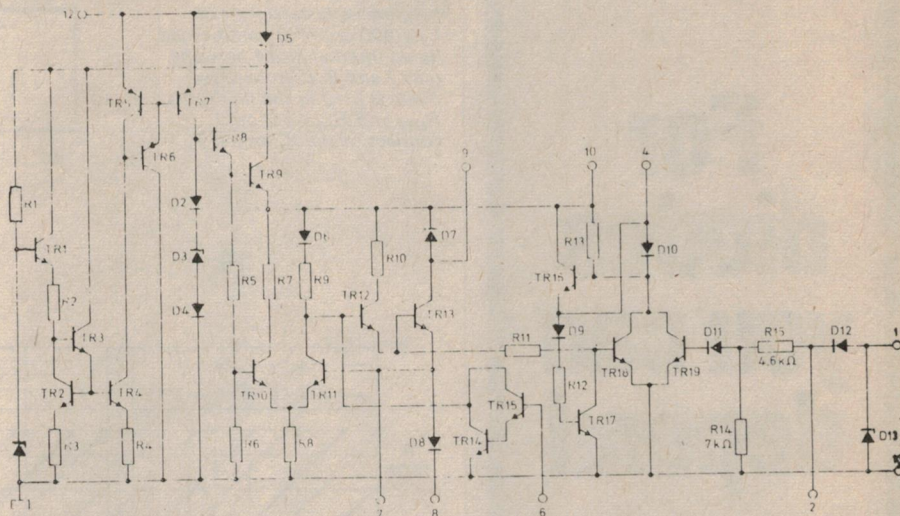 12
D5
TR5
TR7
TR8
TR6
TR9
9
10
4
R1
D2
D6
D7
R13
D10
TR1
D3
R5
R7
R9
R10
TR16
R2
D4
TR12
TR13
D9
D11
R15
D12
1
TR3
R11
4,6kΩ
TR18
TR19
TR2
TR4
TR10
TR11
TR15
R12
TR17
R3
R4
R6
R8
D8
TR14
R14
7kΩ
D13
7
8
6
2